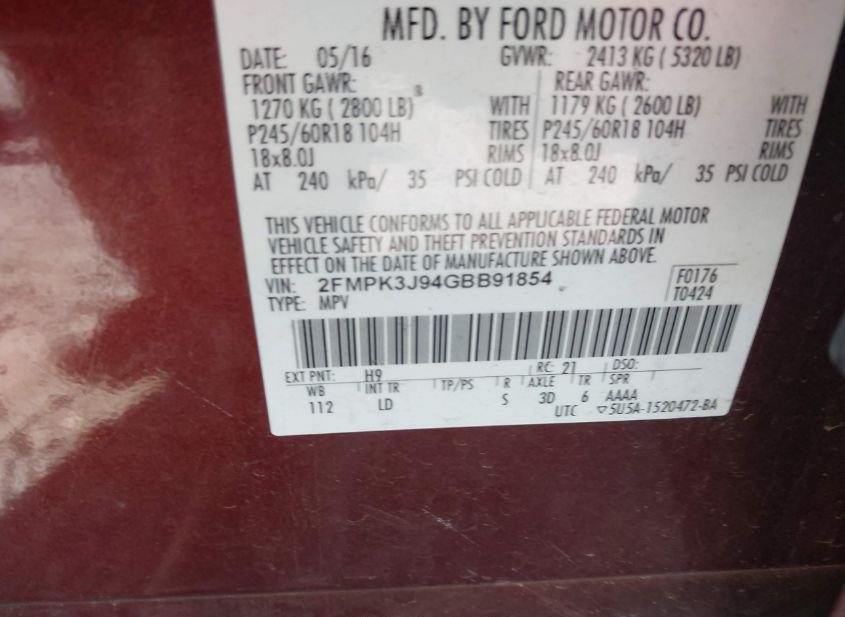 MFD. BY FORD MOTOR CO.
DATE: 05/16 GVWR: 2413 KG ( 5320 LB)
FRONT GAWR: REAR GAWR:
1270 KG ( 2800 LB) WITH 1179 KG ( 2600 LB) WITH
P245/60R18 104H TIRES P245/60R18 104H TIRES
18x8.0J RIMS 18x8.0J RIMS
AT 240 kPa/ 35 PSI COLD AT 240 kPa/ 35 PSI COLD
THIS VEHICLE CONFORMS TO ALL APPLICABLE FEDERAL MOTOR
VEHICLE SAFETY AND THEFT PREVENTION STANDARDS IN
EFFECT ON THE DATE OF MANUFACTURE SHOWN ABOVE.
VIN: 2FMPK3J94GBB91854 F0176
TYPE: MPV T0424
EXT PNT: H9 RC: 21 DSO:
WB INT TR TP/PS R AXLE TR SPR
112 LD S 3D 6 AAAA
UTC ▽5U5A-1520472-BA